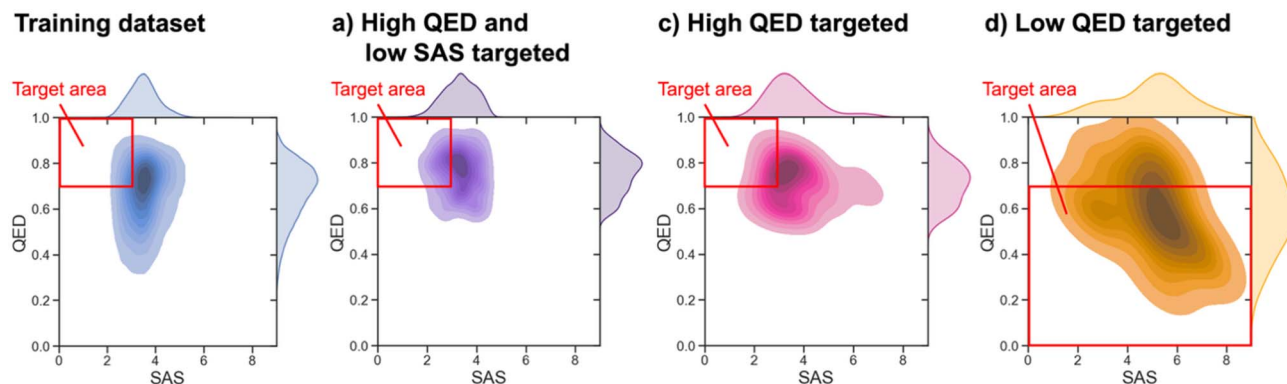 Training dataset
Target area
1.0
0.8
0.6
0.4
0.2
0.0
QED
0
2
4
6
8
SAS
a) High QED and
low SAS targeted
Target area
1.0
0.8
0.6
0.4
0.2
0.0
QED
0
2
4
6
8
SAS
c) High QED targeted
Target area
1.0
0.8
0.6
0.4
0.2
0.0
QED
0
2
4
6
8
SAS
d) Low QED targeted
Target area
1.0
0.8
0.6
0.4
0.2
0.0
QED
0
2
4
6
8
SAS